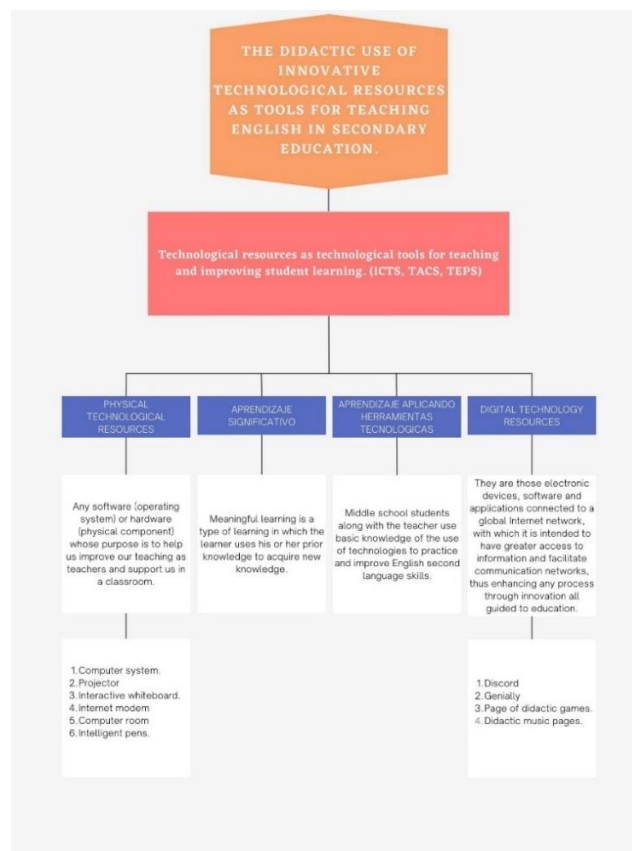 THE DIDACTIC USE OF
INNOVATIVE
TECHNOLOGICAL RESOURCES
AS TOOLS FOR TEACHING
ENGLISH IN SECONDARY
EDUCATION.
Technological resources as technological tools for teaching
and improving student learning. (ICTS, TACS, TEPS)
PHYSICAL
TECHNOLOGICAL
RESOURCES
Any software (operating
system) or hardware
(physical component)
whose purpose is to help
us improve our teaching as
teachers and support us in
a classroom.
1.Computer system.
2.Projector
3.Interactive whiteboard.
4.Internet modem
5.Computer room
6.Intelligent pens.
APRENDIZAJE
SIGNIFICATIVO
Meaningful learning is a
type of learning in which the
learner uses his or her prior
knowledge to acquire new
knowledge.
APRENDIZAJE APLICANDO
HERRAMIENTAS
TECNOLOGICAS
Middle school students
along with the teacher use
basic knowledge of the use
of technologies to practice
and improve English second
language skills.
DIGITAL TECHNOLOGY
RESOURCES
They are those electronic
devices, software and
applications connected to a
global Internet network,
with which it is intended to
have greater access to
information and facilitate
communication networks,
thus enhancing any process
through innovation all
guided to education.
1.Discord
2.Genially
3.Page of didactic games.
4.Didactic music pages.